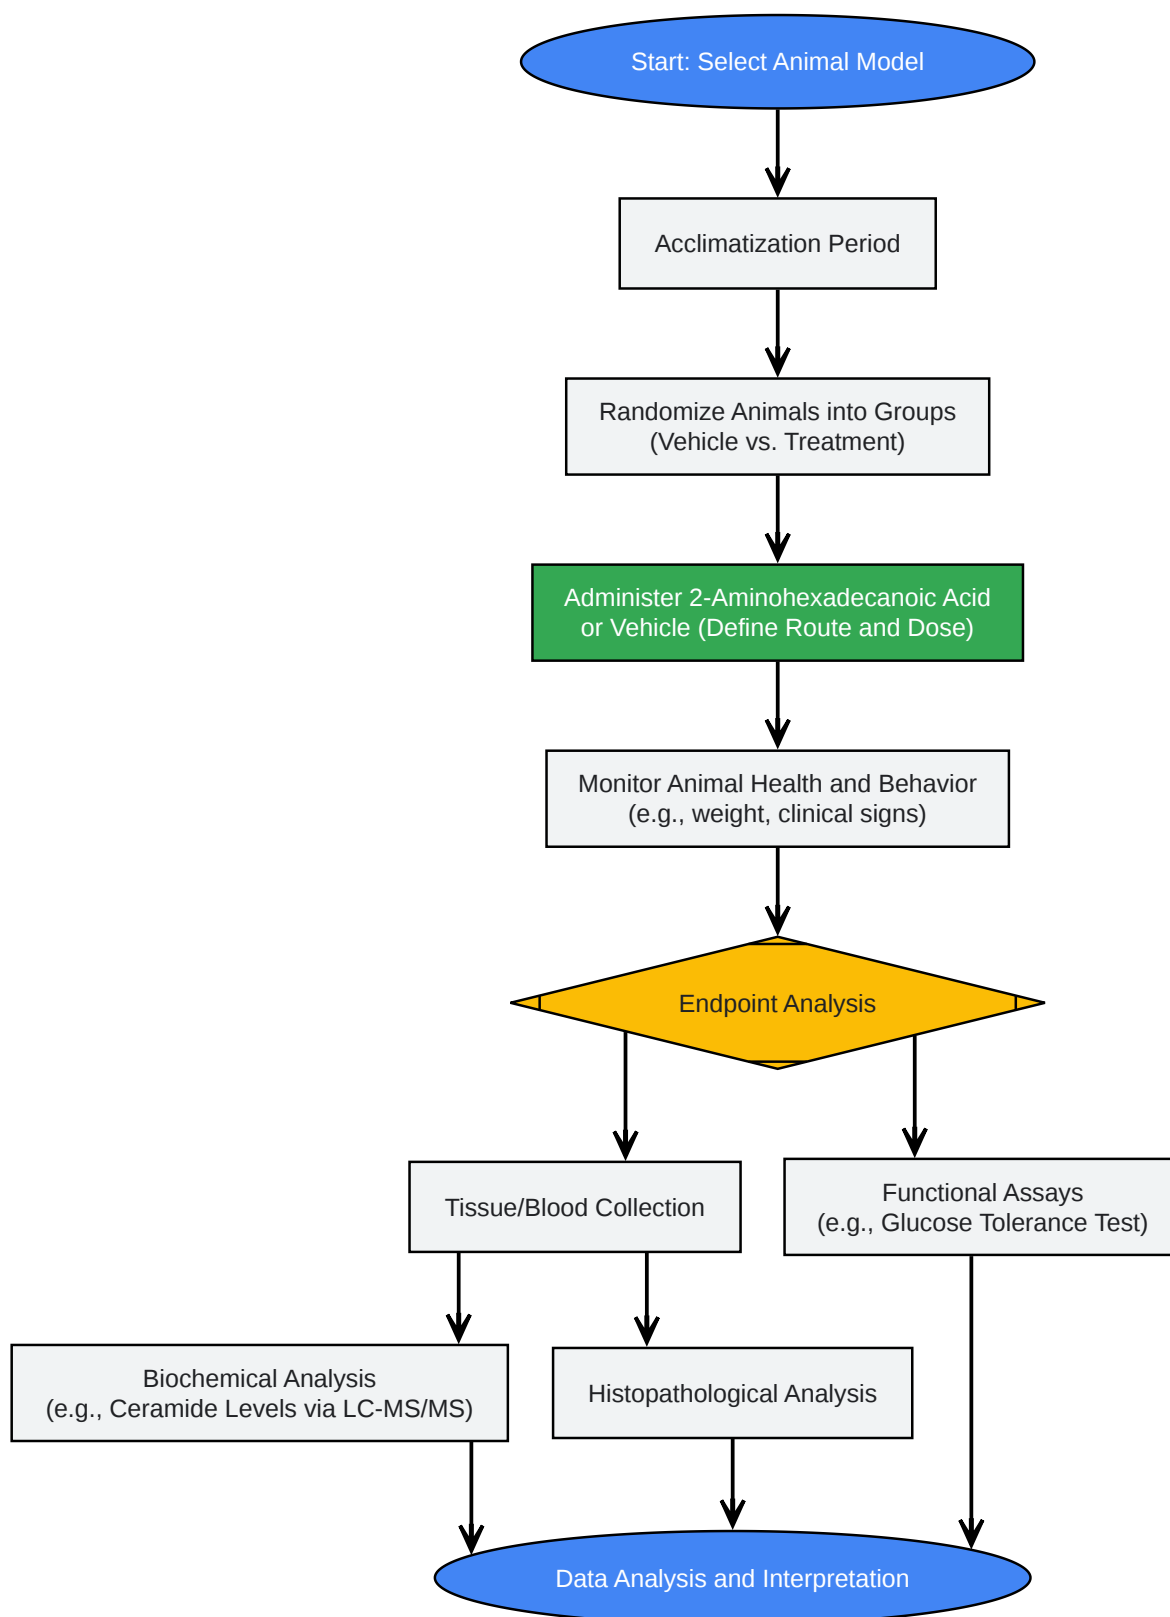 Start: Select Animal Model
Acclimatization Period
Randomize Animals into Groups
(Vehicle vs. Treatment)
Administer 2-Aminohexadecanoic Acid
or Vehicle (Define Route and Dose)
Monitor Animal Health and Behavior
(e.g., weight, clinical signs)
Endpoint Analysis
Tissue/Blood Collection
Functional Assays
(e.g., Glucose Tolerance Test)
Biochemical Analysis
(e.g., Ceramide Levels via LC-MS/MS)
Histopathological Analysis
Data Analysis and Interpretation